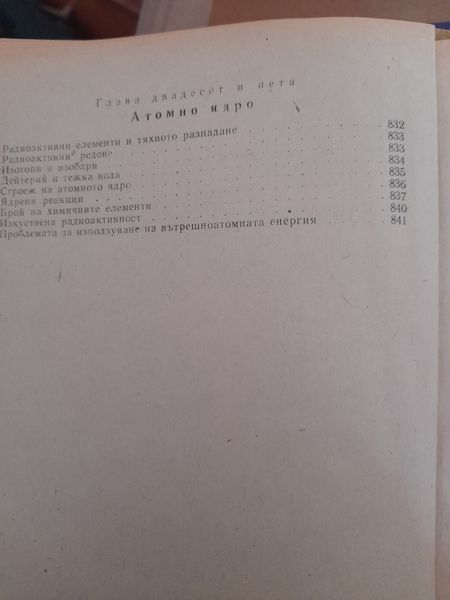 Глава двадесет и пета
Атомно ядро
Радиоактивни елементи и тяхното разпадане . . . . . . . . 832
Радиоактивни редове . . . . . . . . 833
Изотопи и изобари . . . . . . . . 833
Дейтерий и тежка вода . . . . . . . . 834
Строеж на атомното ядро . . . . . . . . 835
Ядрени реакции . . . . . . . . 836
Брой на химичните елементи . . . . . . . . 837
Изкуствена радиоактивност . . . . . . . . 840
Проблемата за използуване на вътрешноатомната енергия . . . . . . . . 841